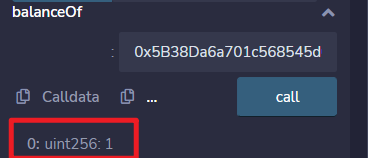 balanceOf
: 0x5B38Da6a701c568545d
Calldata ... call
0: uint256: 1